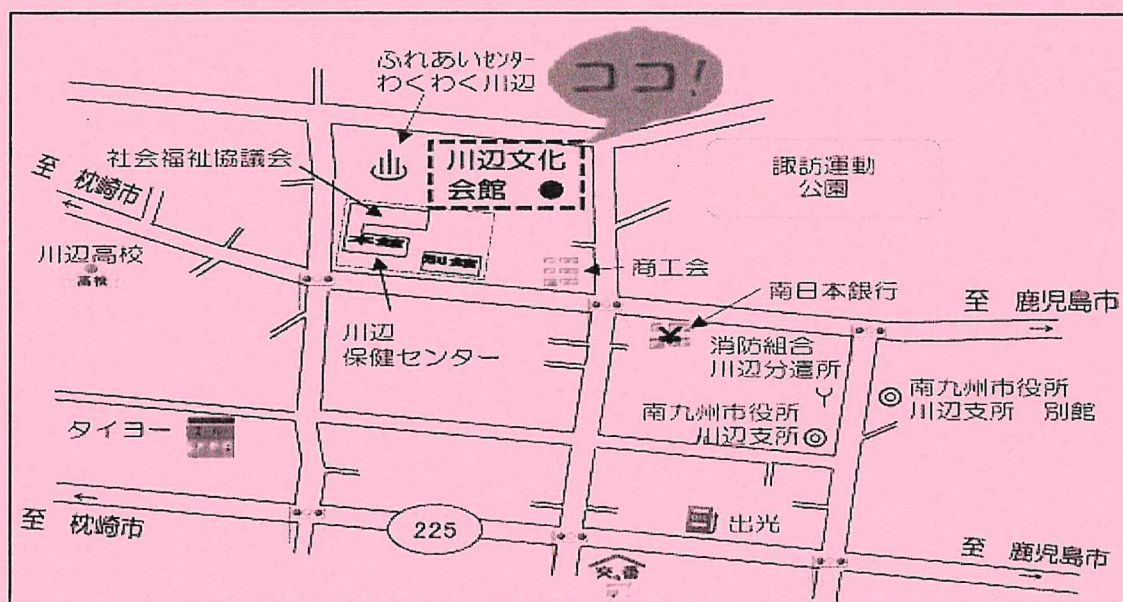 ふれあいセンター
わくわく川辺
ココ!
社会福祉協議会
川辺文化
会館
諏訪運動
公園
至 枕崎市
川辺高校
高校
商工会
南日本銀行
至 鹿児島市
川辺
保健センター
消防組合
川辺分遣所
南九州市役所
川辺支所
南九州市役所
川辺支所 別館
タイヨー
至 枕崎市
225
出光
交番
至 鹿児島市